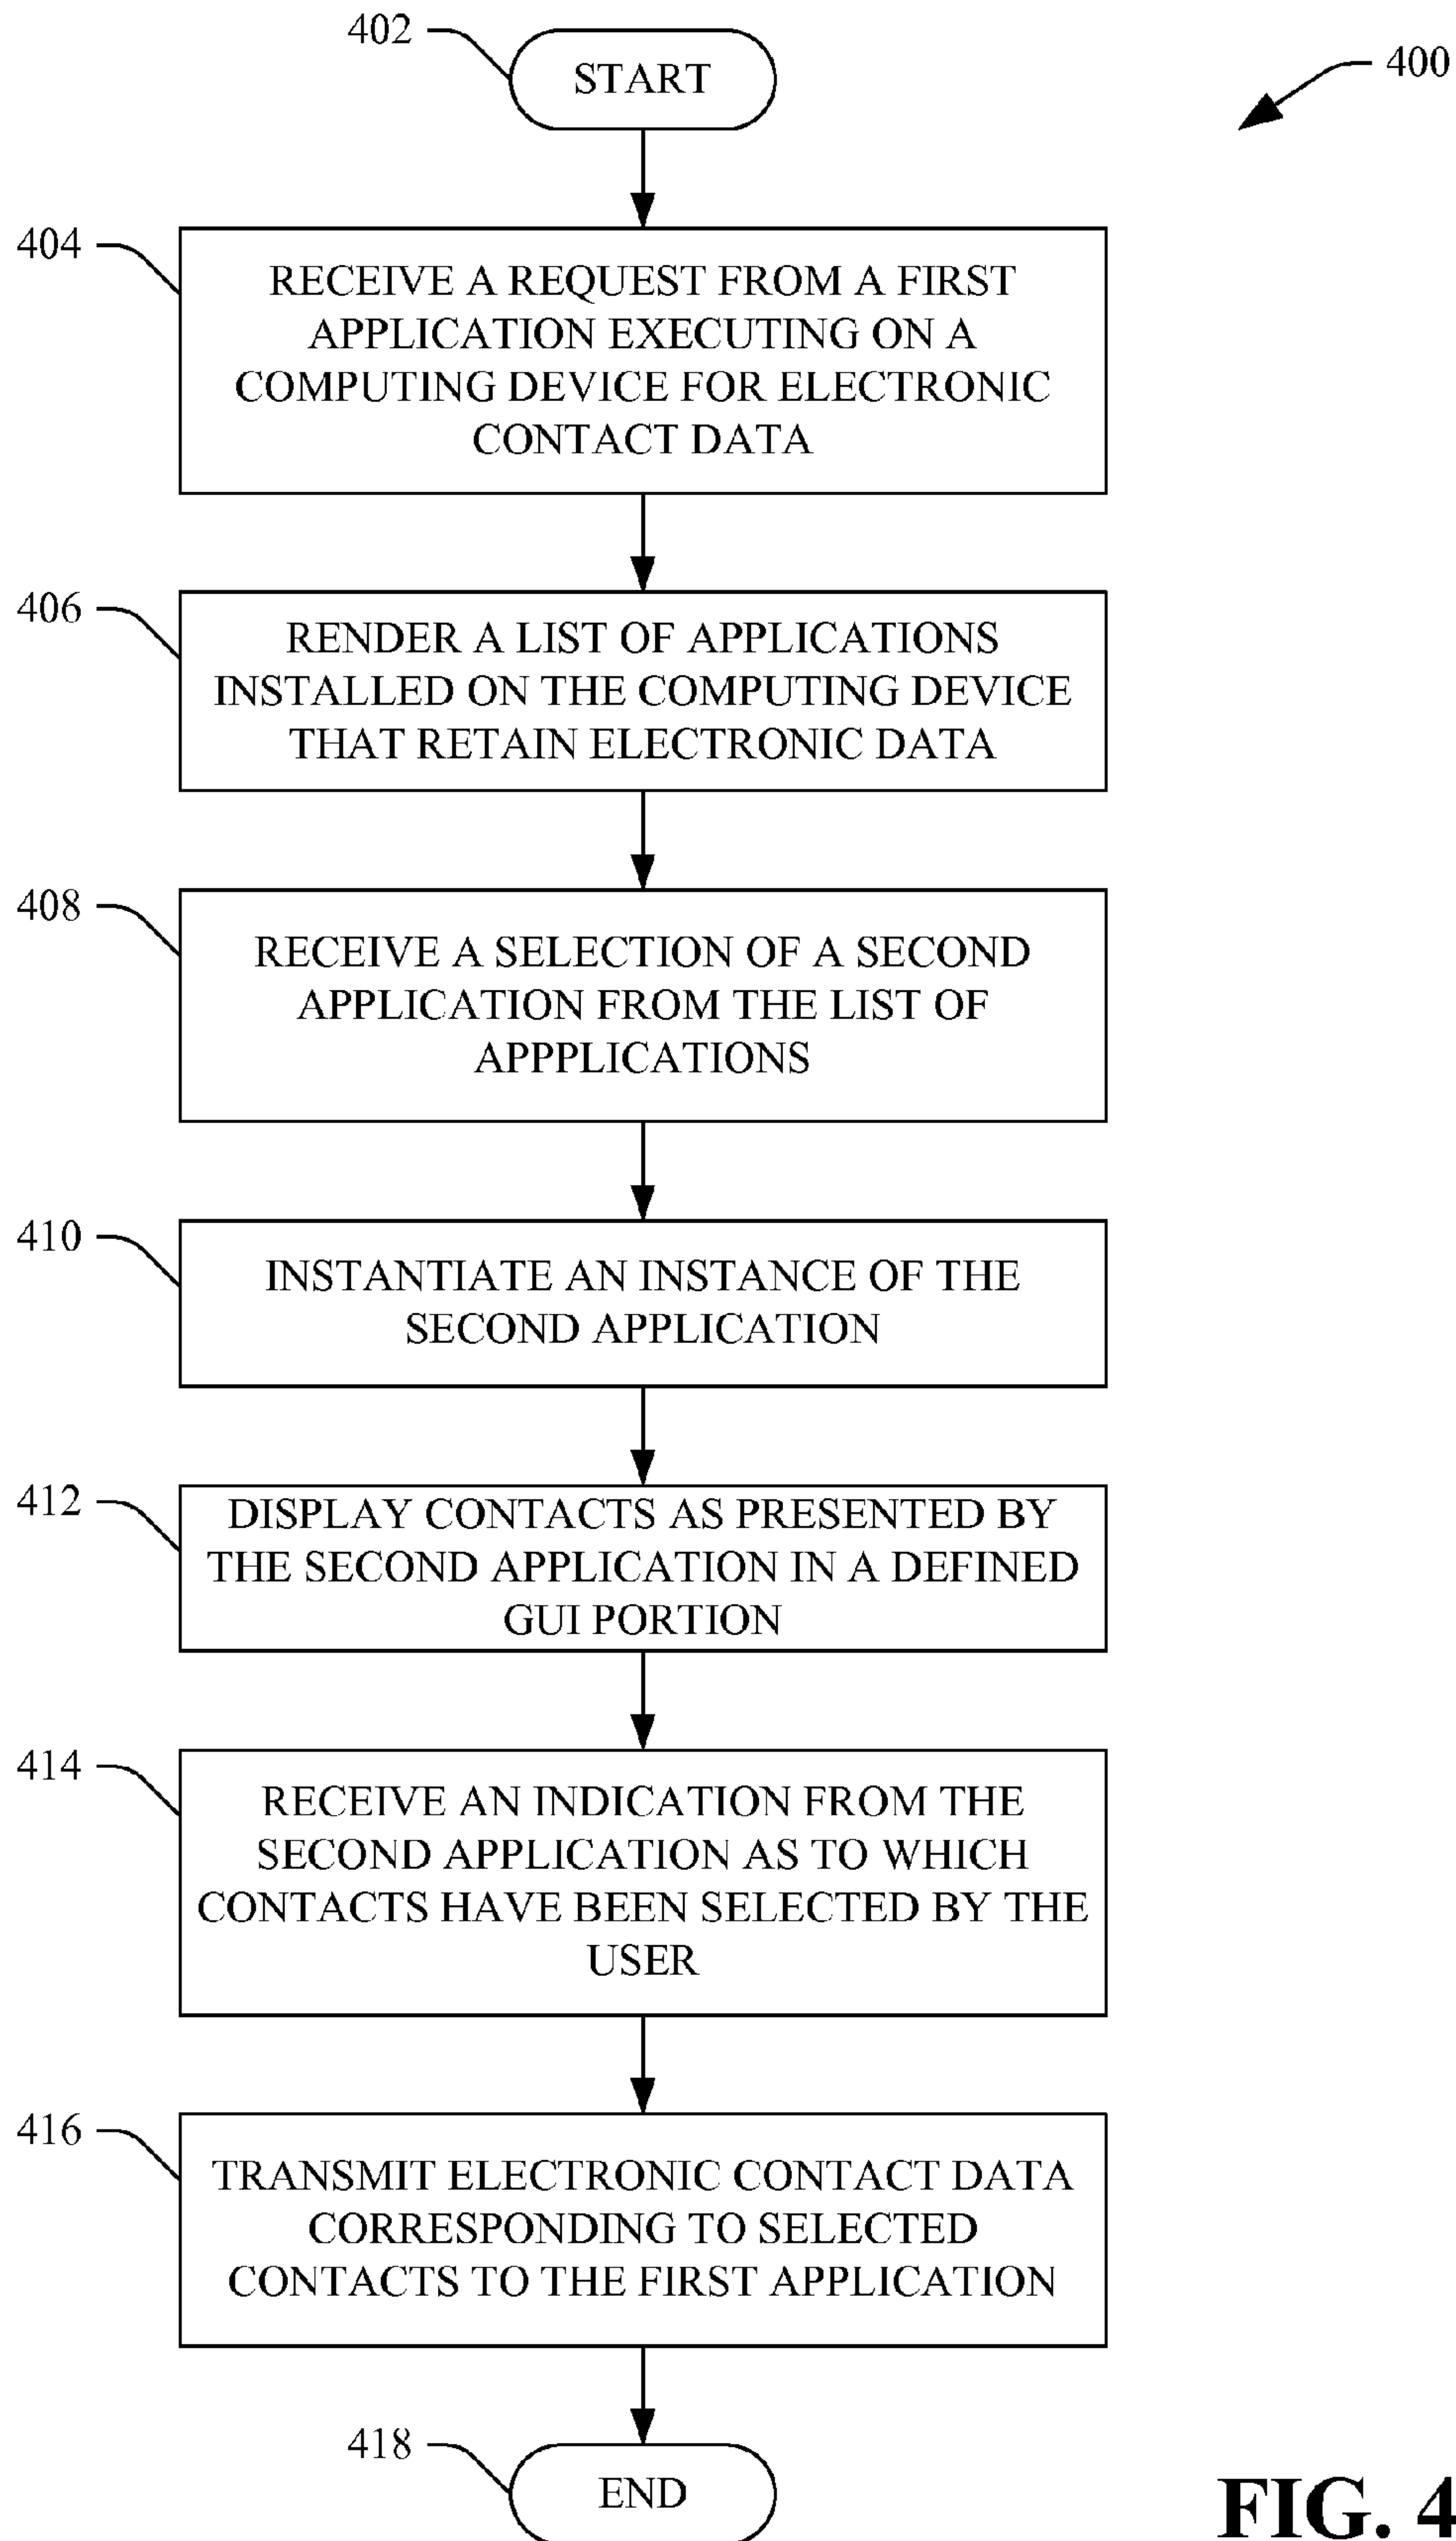 402
START
400
404
RECEIVE A REQUEST FROM A FIRST
APPLICATION EXECUTING ON A
COMPUTING DEVICE FOR ELECTRONIC
CONTACT DATA
406
RENDER A LIST OF APPLICATIONS
INSTALLED ON THE COMPUTING DEVICE
THAT RETAIN ELECTRONIC DATA
408
RECEIVE A SELECTION OF A SECOND
APPLICATION FROM THE LIST OF
APPPLICATIONS
410
INSTANTIATE AN INSTANCE OF THE
SECOND APPLICATION
412
DISPLAY CONTACTS AS PRESENTED BY
THE SECOND APPLICATION IN A DEFINED
GUI PORTION
414
RECEIVE AN INDICATION FROM THE
SECOND APPLICATION AS TO WHICH
CONTACTS HAVE BEEN SELECTED BY THE
USER
416
TRANSMIT ELECTRONIC CONTACT DATA
CORRESPONDING TO SELECTED
CONTACTS TO THE FIRST APPLICATION
418
END
FIG. 4